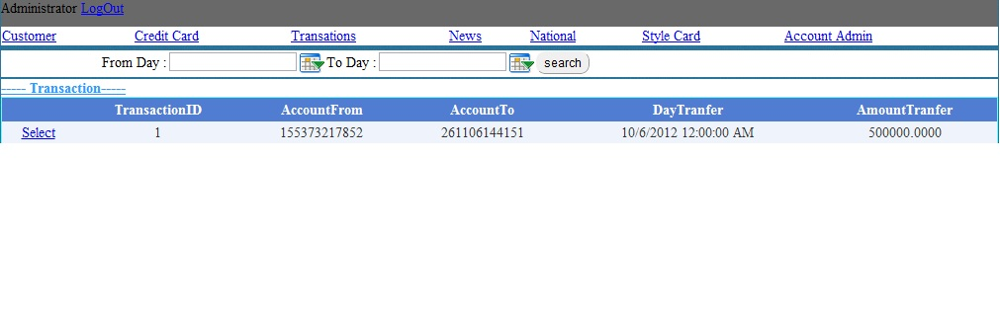 Administrator LogOut
Customer Credit Card Transations News National Style Card Account Admin
From Day : To Day : search
----- Transaction-----
TransactionID AccountFrom AccountTo DayTranfer AmountTranfer
Select 1 155373217852 261106144151 10/6/2012 12:00:00 AM 500000.0000